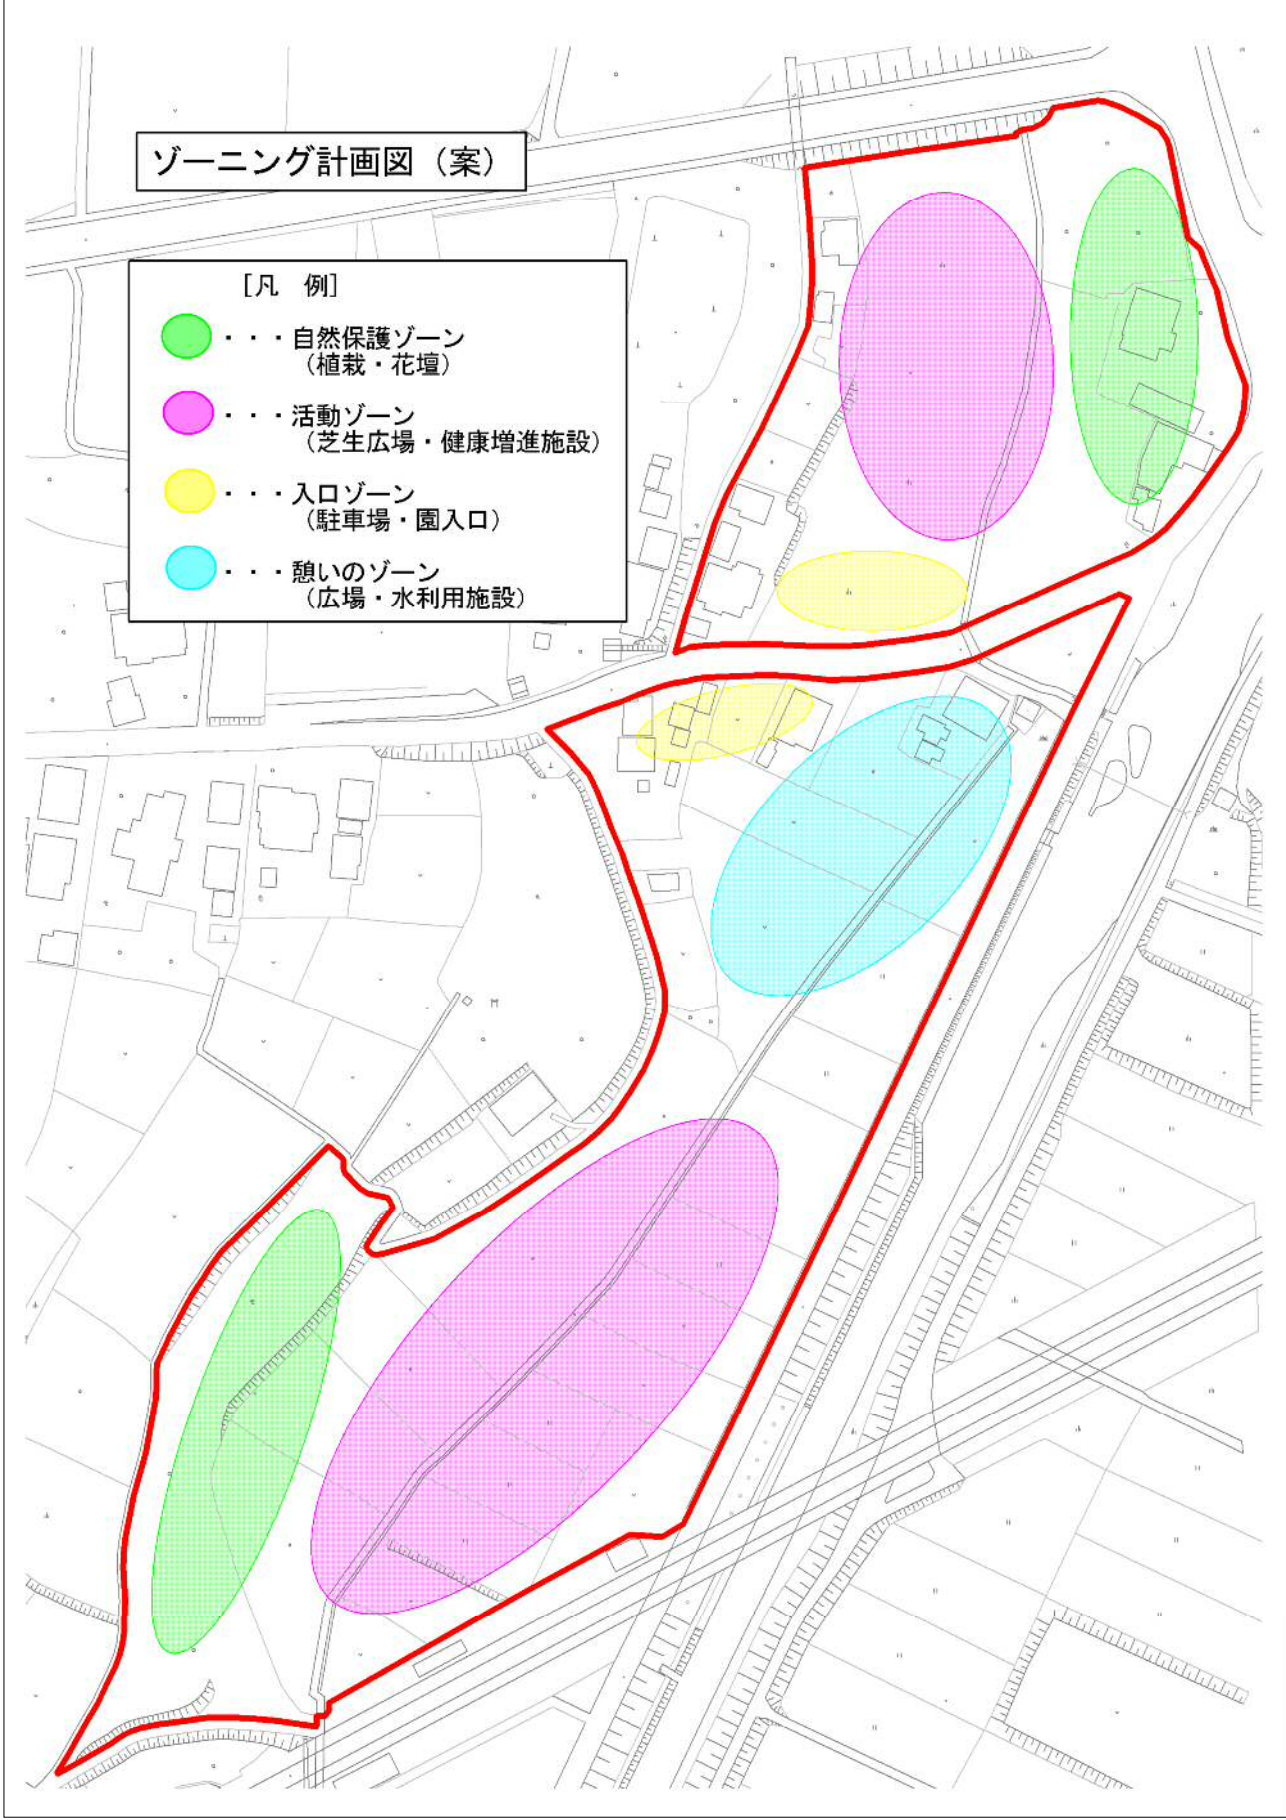 ゾーニング計画図（案）
［凡　例］
・・・自然保護ゾーン
（植栽・花壇）
・・・活動ゾーン
（芝生広場・健康増進施設）
・・・入口ゾーン
（駐車場・園入口）
・・・憩いのゾーン
（広場・水利用施設）